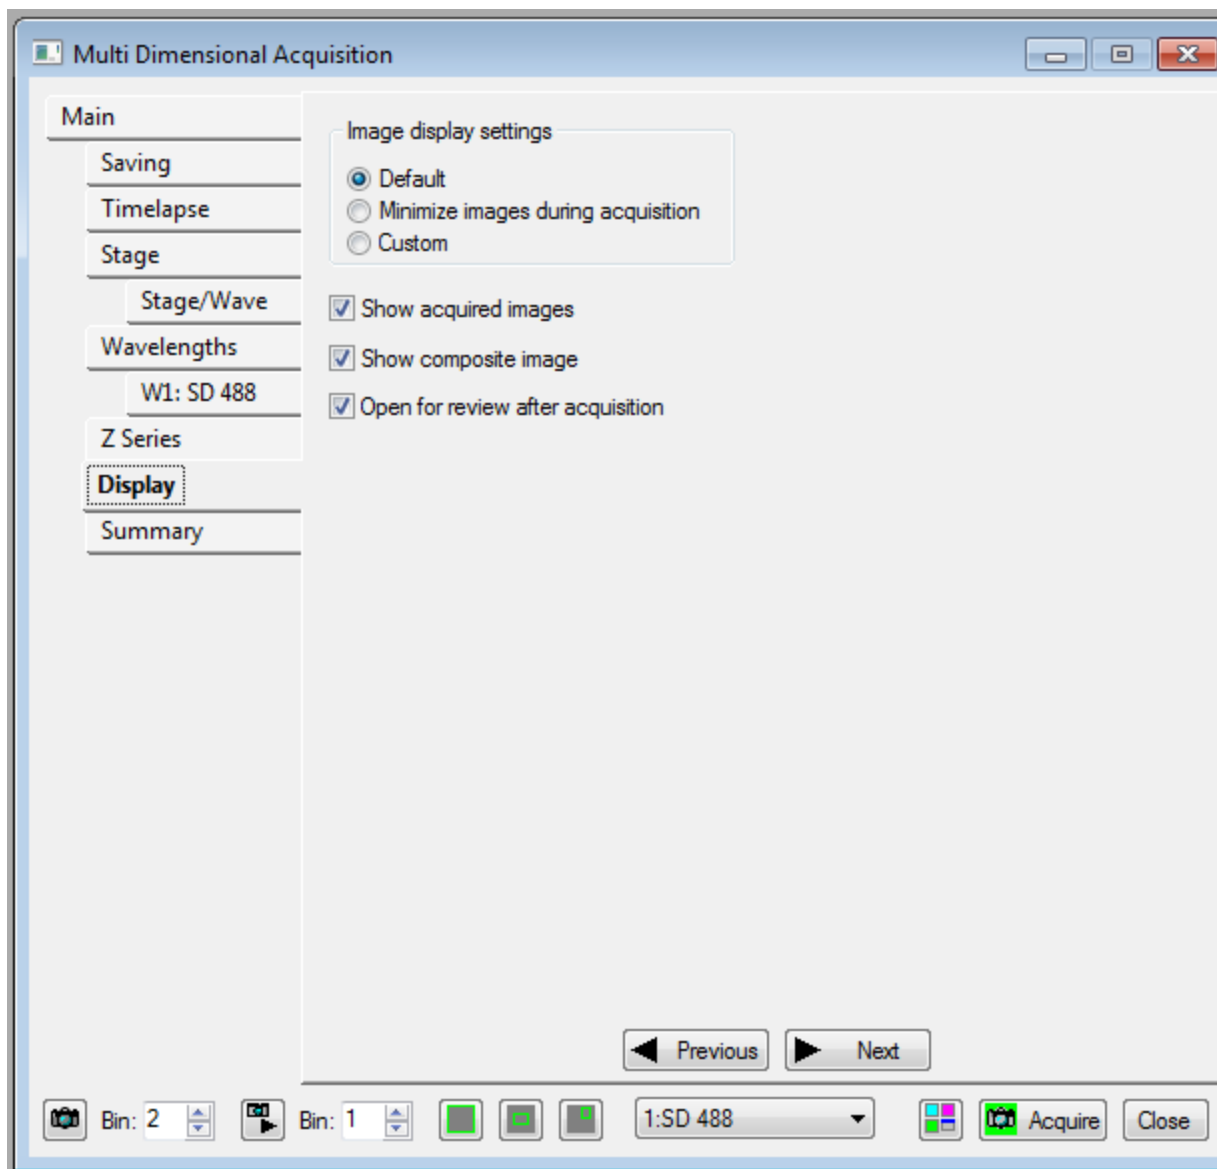 Multi Dimensional Acquisition
Main
Saving
Timelapse
Stage
Stage/Wave
Wavelengths
W1: SD 488
Z Series
Display
Summary
Image display settings
Default
Minimize images during acquisition
Custom
Show acquired images
Show composite image
Open for review after acquisition
Previous Next
Bin: 2 Bin: 1 1:SD 488 Acquire Close